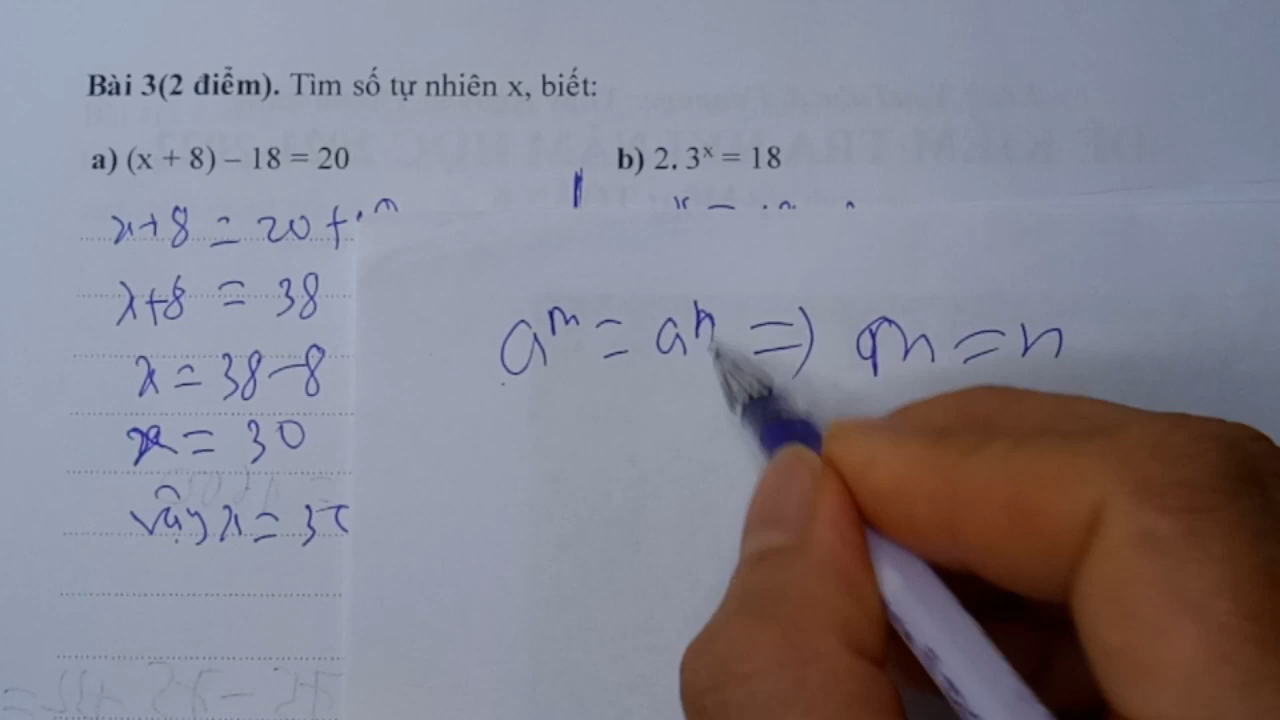 Bài 3(2 điểm). Tìm số tự nhiên x, biết:
a) (x + 8) – 18 = 20
b) 2. 3ˣ = 18
x+8 = 20 +
x+8 = 38
x = 38-8
x = 30
vậy x = 30
aᵐ = aⁿ => m = n